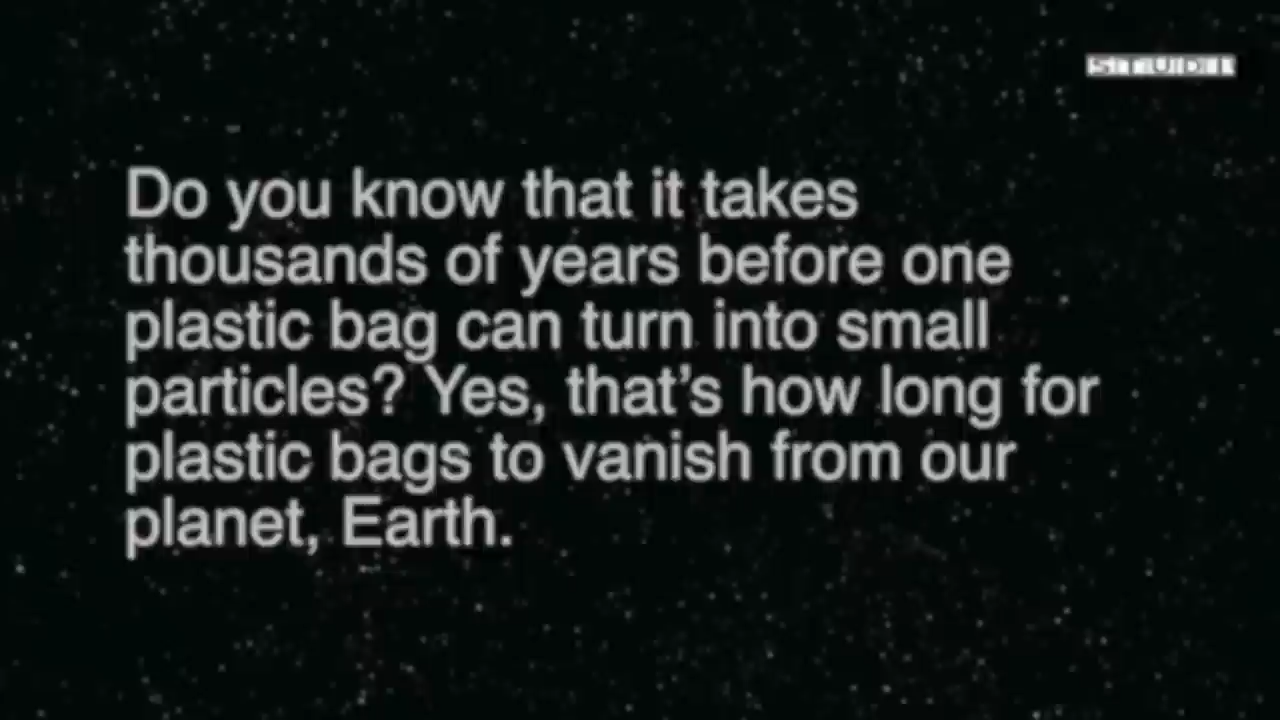 STUDI
Do you know that it takes
thousands of years before one
plastic bag can turn into small
particles? Yes, that's how long for
plastic bags to vanish from our
planet, Earth.